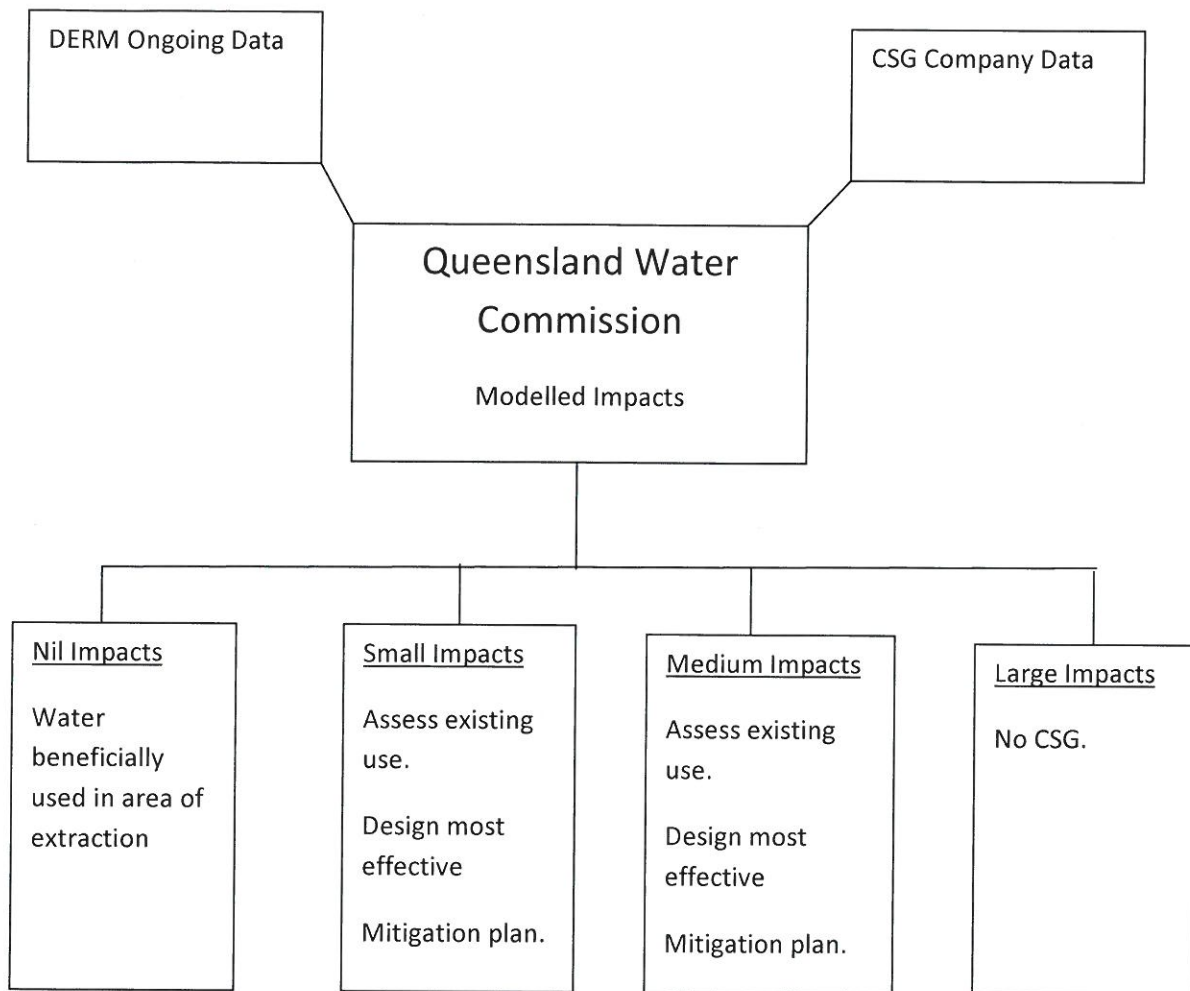 DERM Ongoing Data
CSG Company Data
Queensland Water
Commission
Modelled Impacts
Nil Impacts
Water
beneficially
used in area of
extraction
Small Impacts
Assess existing
use.
Design most
effective
Mitigation plan.
Medium Impacts
Assess existing
use.
Design most
effective
Mitigation plan.
Large Impacts
No CSG.